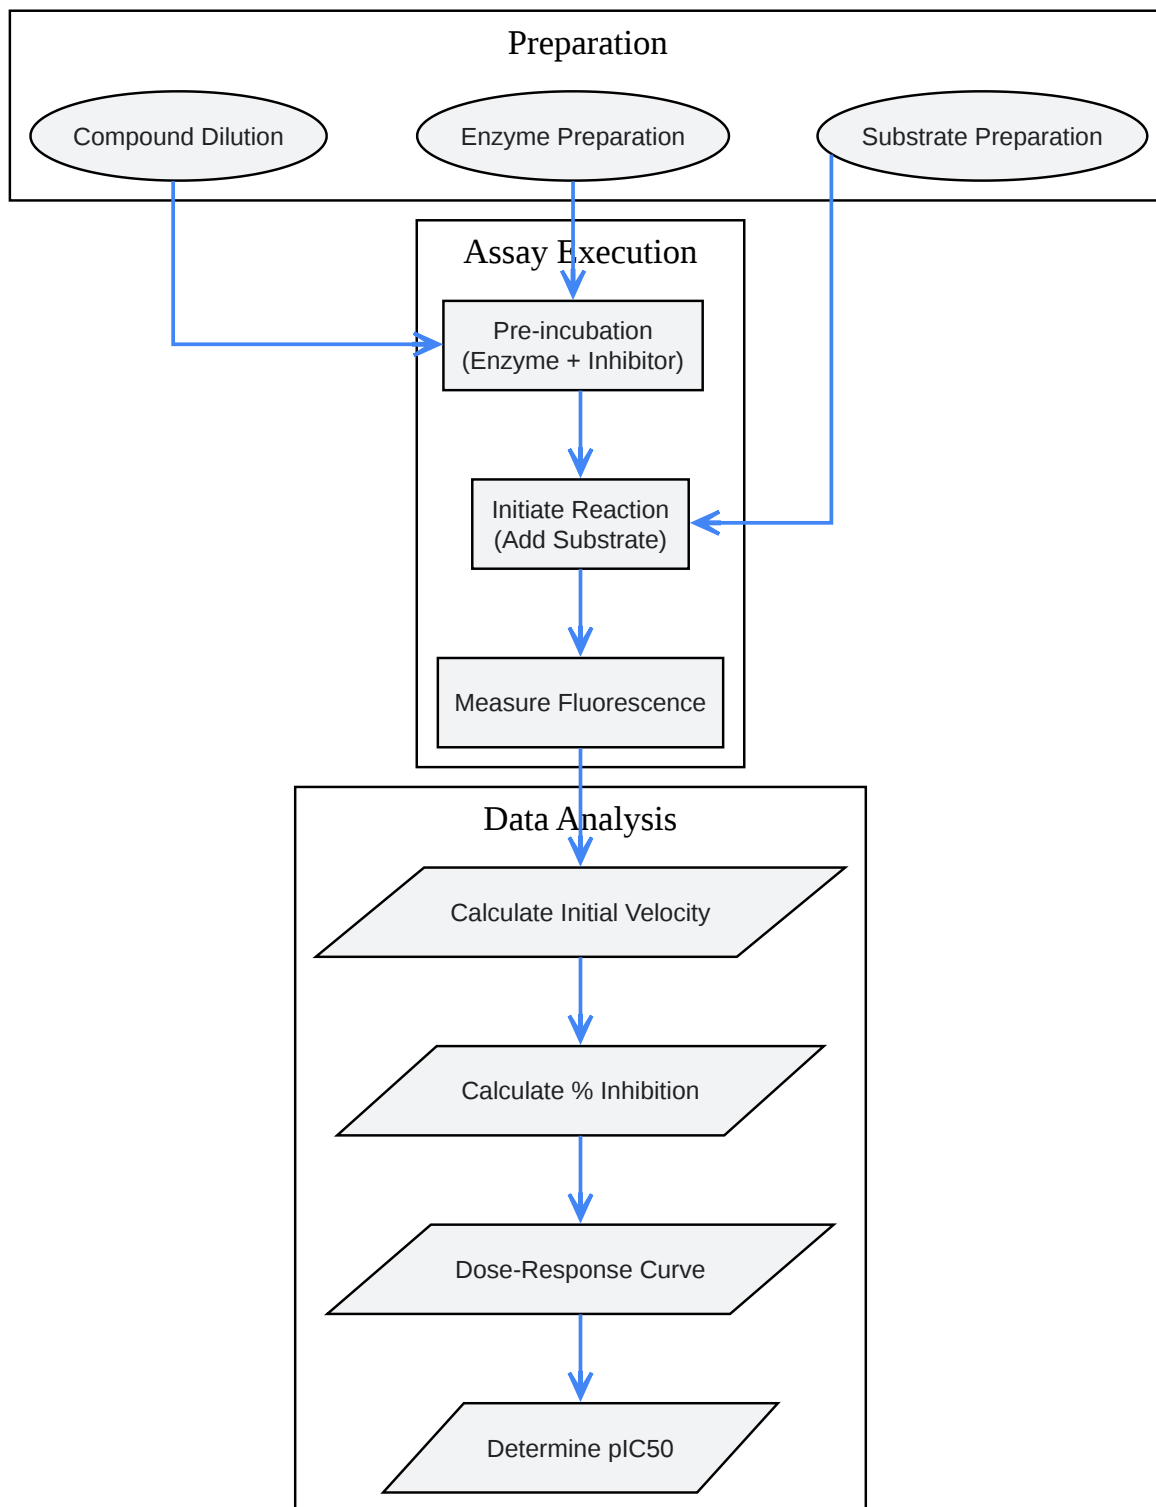 Preparation
Compound Dilution
Enzyme Preparation
Substrate Preparation
Assay Execution
Pre-incubation
(Enzyme + Inhibitor)
Initiate Reaction
(Add Substrate)
Measure Fluorescence
Data Analysis
Calculate Initial Velocity
Calculate % Inhibition
Dose-Response Curve
Determine pIC50